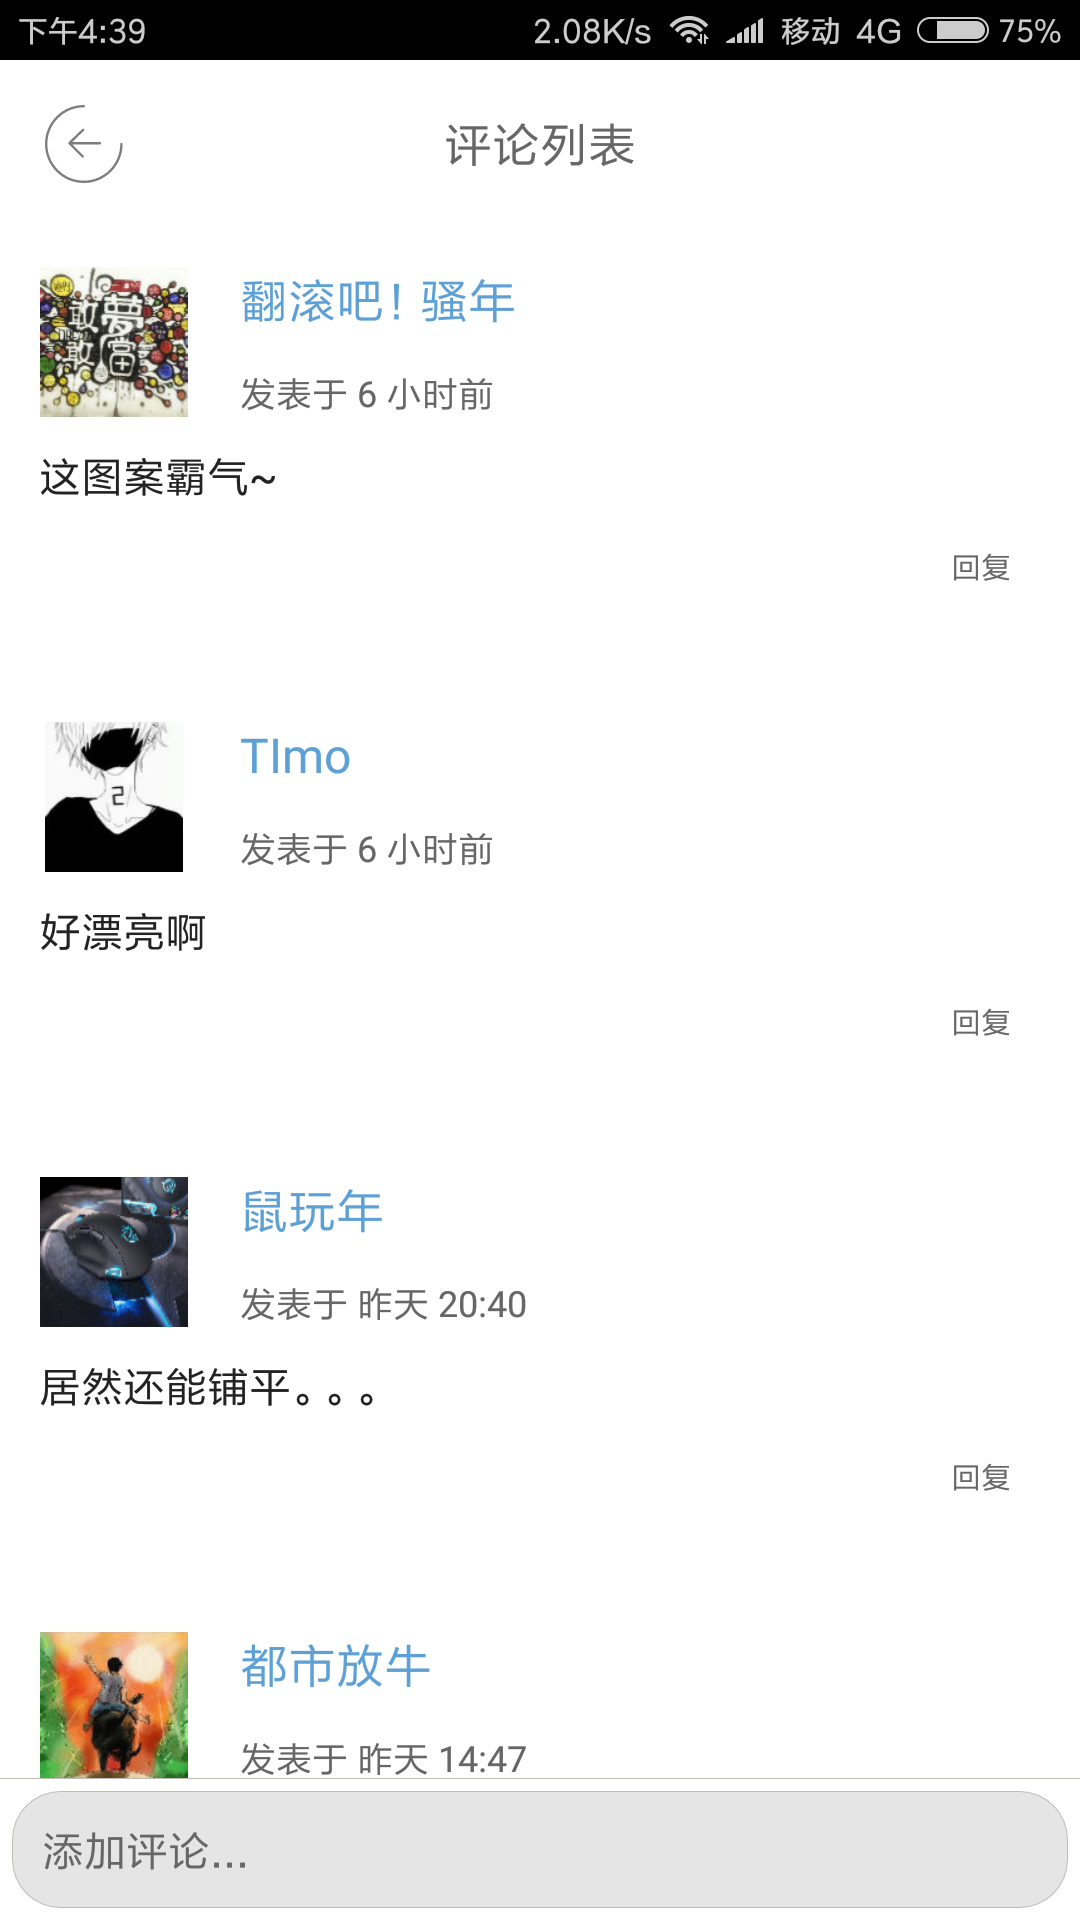 下午4:39 2.08K/s 移动 4G 75%
评论列表
翻滚吧！骚年
发表于 6 小时前
这图案霸气~
回复
TImo
发表于 6 小时前
好漂亮啊
回复
鼠玩年
发表于 昨天 20:40
居然还能铺平。。。
回复
都市放牛
发表于 昨天 14:47
添加评论...